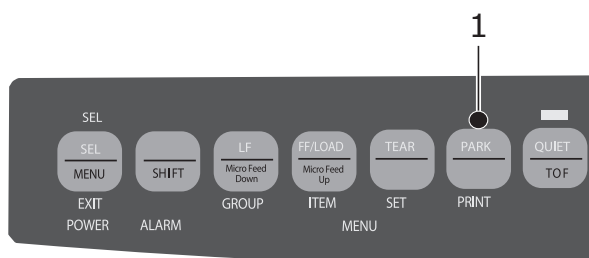 1
SEL
SEL LF FF/LOAD TEAR PARK QUIET
MENU SHIFT Micro Feed Down Micro Feed Up TOF
EXIT GROUP ITEM SET PRINT
POWER ALARM MENU